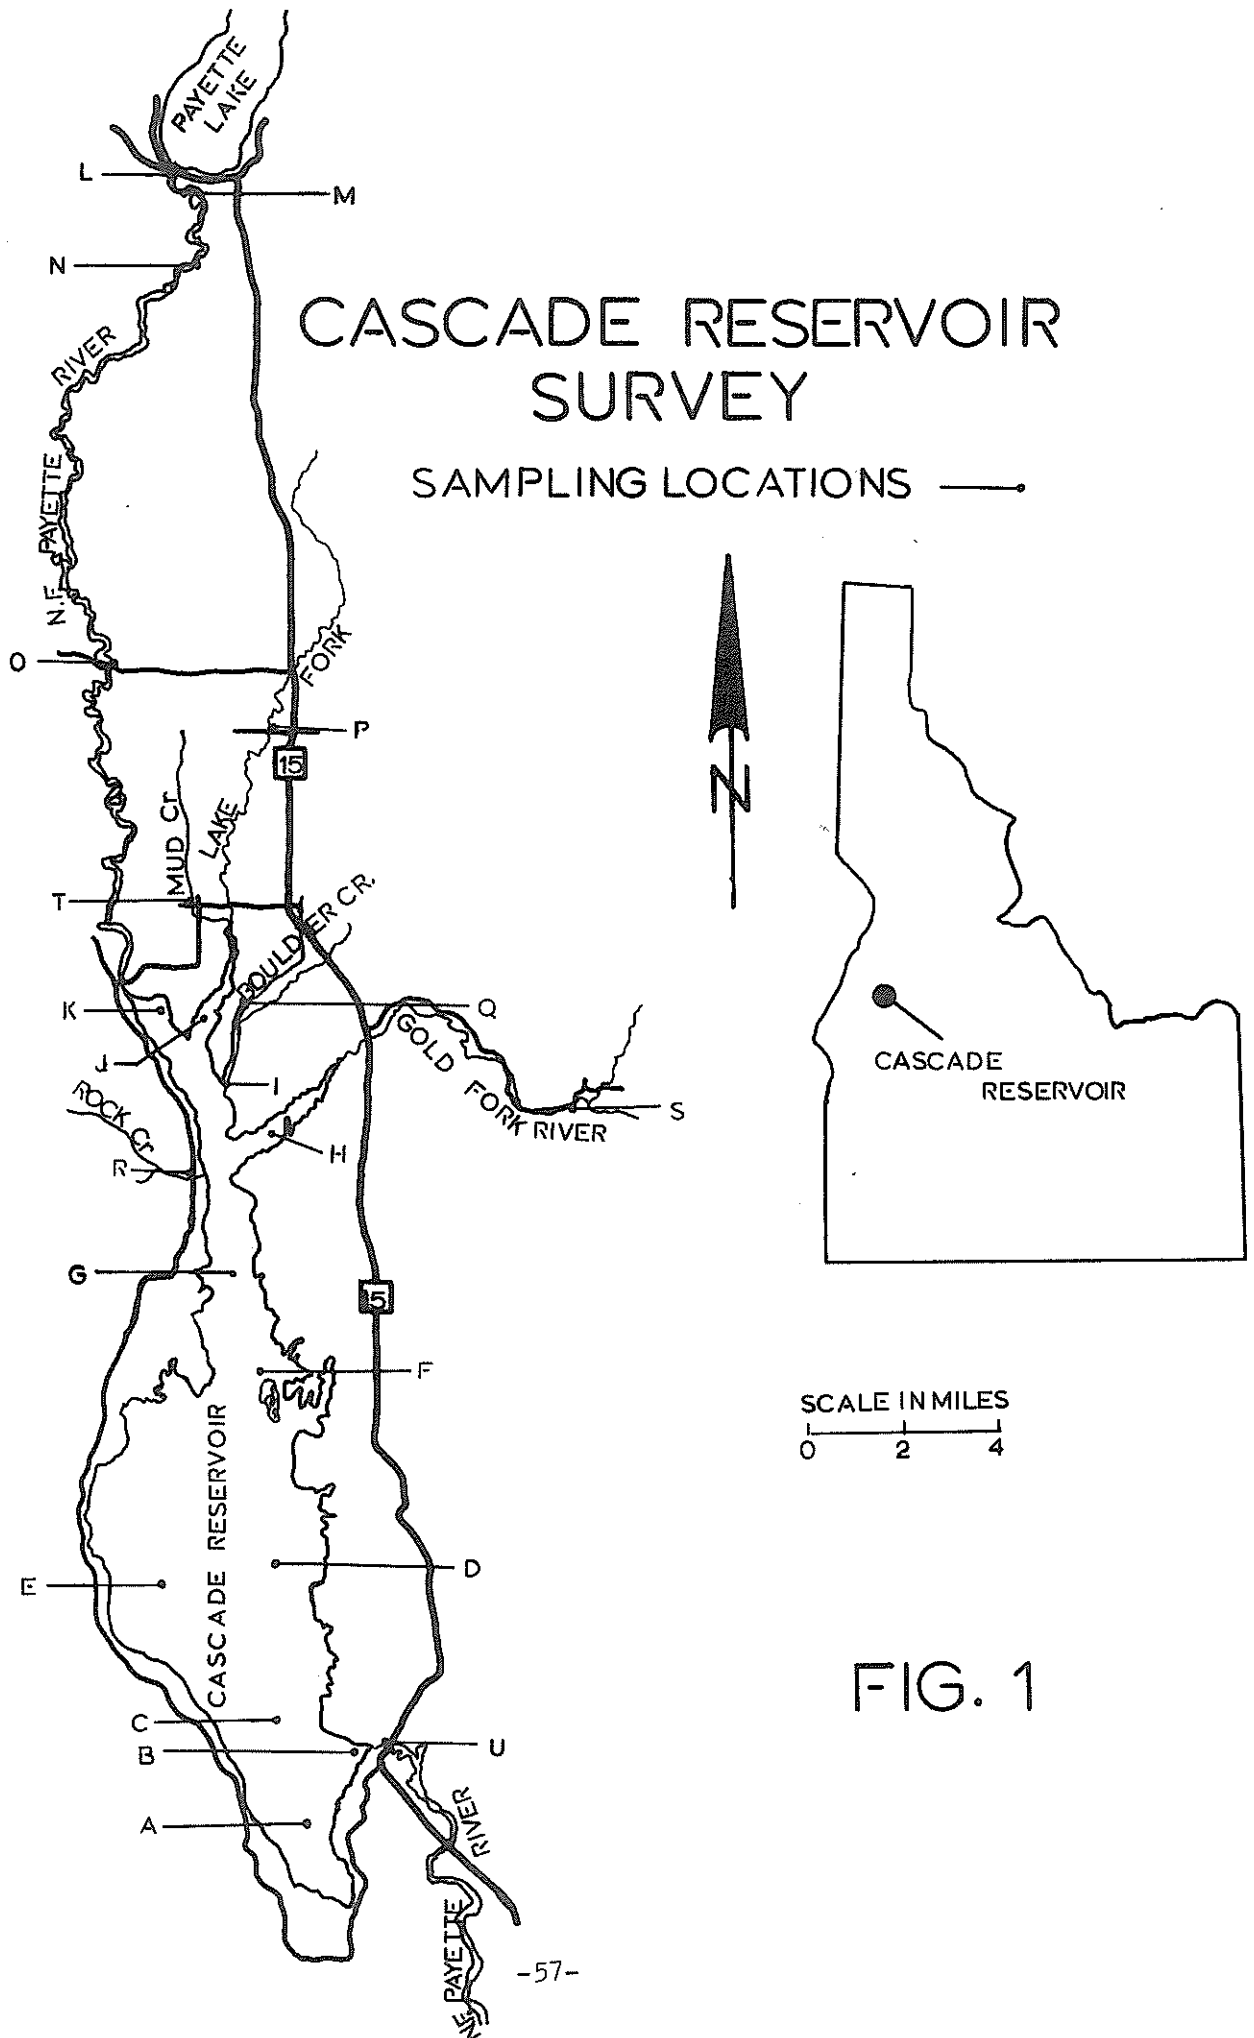 PAYETTE
LAKE
L
M
N
CASCADE RESERVOIR
SURVEY
SAMPLING LOCATIONS
RIVER
PAYETTE
N.F.
O
FORK
P
15
MUD Cr.
LAKE
T
BOULDER CR.
N
K
Q
J
GOLD FORK RIVER
I
S
ROCK Cr.
R
H
CASCADE
RESERVOIR
G
15
F
SCALE IN MILES
0 2 4
CASCADE RESERVOIR
D
E
FIG. 1
C
B
U
A
RIVER
PAYETTE
-57-